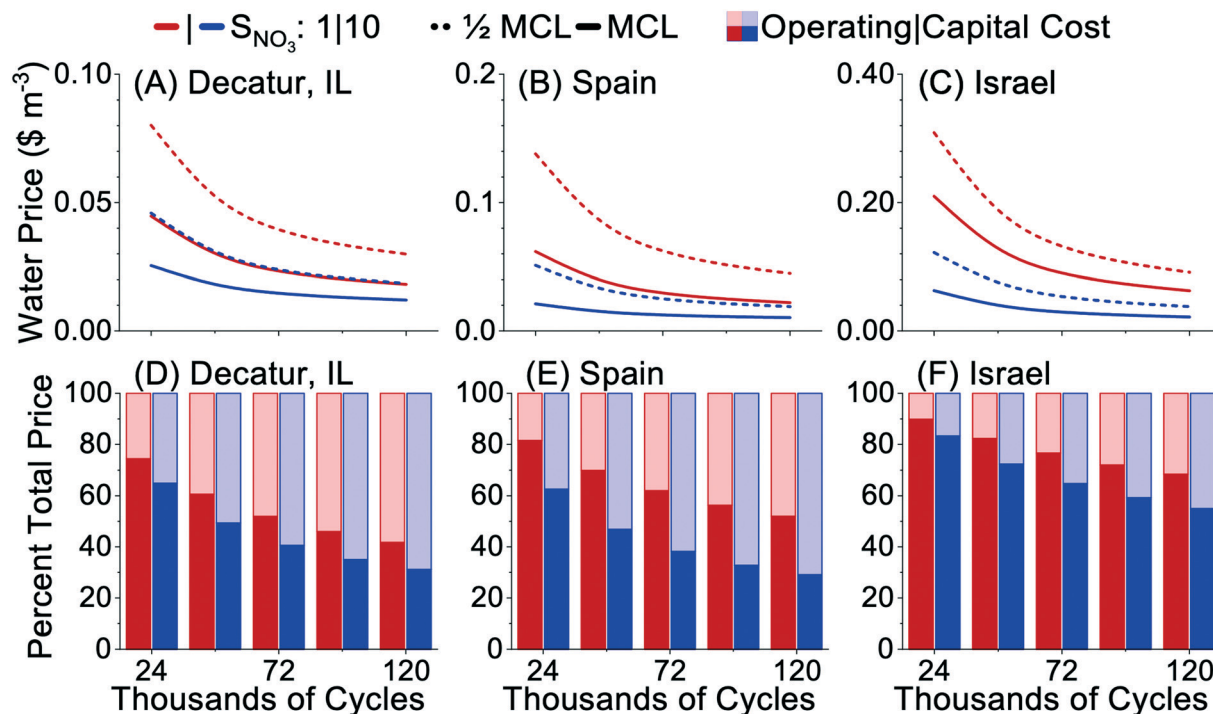 | S_NO₃: 1|10 ½ MCL MCL Operating|Capital Cost
Water Price ($ m⁻³)
(A) Decatur, IL
0.10
0.05
0.00
(B) Spain
0.2
0.1
0.0
(C) Israel
0.40
0.20
0.00
Percent Total Price
(D) Decatur, IL
100
80
60
40
20
0
24 72 120
Thousands of Cycles
(E) Spain
100
80
60
40
20
0
24 72 120
Thousands of Cycles
(F) Israel
100
80
60
40
20
0
24 72 120
Thousands of Cycles